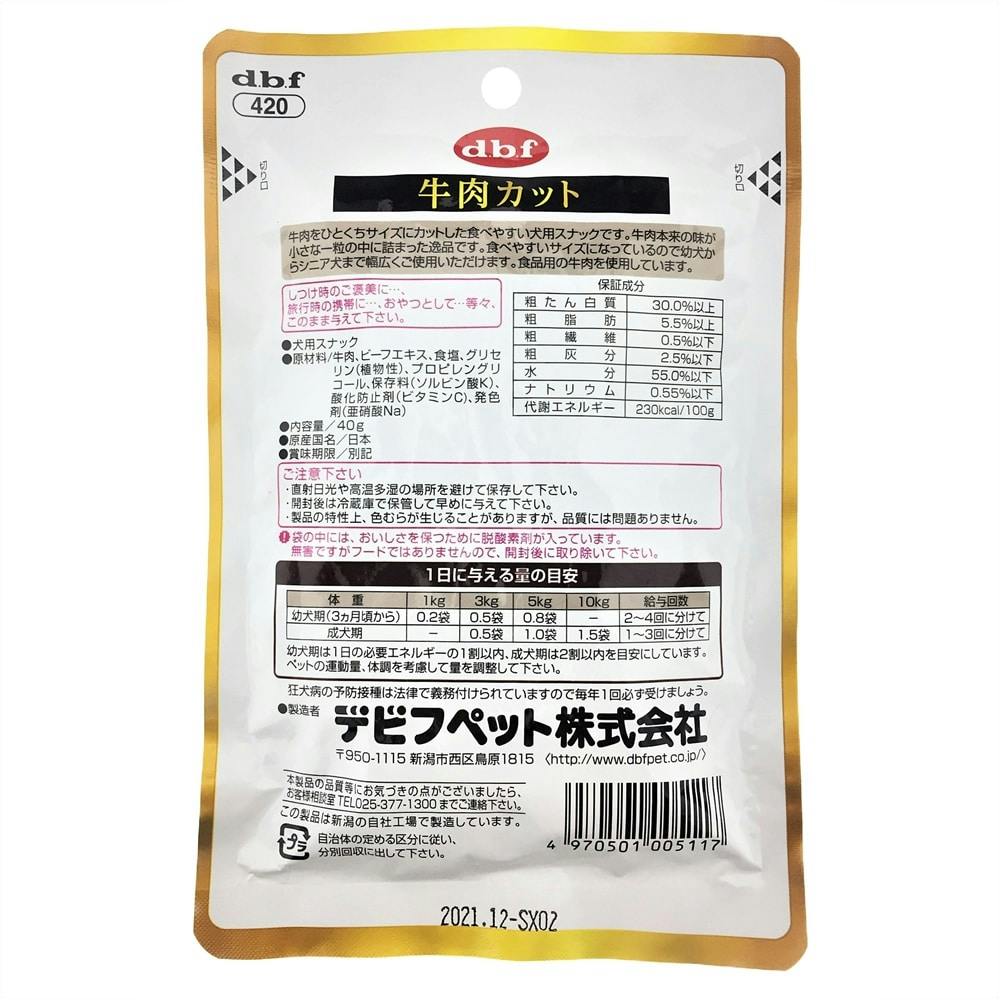 d.b.f
420
切り口
切り口
d.b.f
牛肉カット
牛肉をひとくちサイズにカットした食べやすい犬用スナックです。牛肉本来の味が
小さな一粒の中に詰まった逸品です。食べやすいサイズになっているので幼犬か
らシニア犬まで幅広くご使用いただけます。食品用の牛肉を使用しています。
しつけ時のご褒美に…、
旅行時の携帯に…、おやつとして…等々、
このまま与えて下さい。
●犬用スナック
●原材料/牛肉、ビーフエキス、食塩、グリセ
リン(植物性)、プロピレングリ
コール、保存料(ソルビン酸K)、
酸化防止剤(ビタミンC)、発色
剤(亜硝酸Na)
●内容量/40g
●原産国名/日本
●賞味期限/別記
保証成分
粗たん白質 30.0%以上
粗脂肪 5.5%以上
粗繊維 0.5%以下
粗灰分 2.5%以下
水分 55.0%以下
ナトリウム 0.55%以下
代謝エネルギー 230kcal/100g
ご注意下さい
・直射日光や高温多湿の場所を避けて保存して下さい。
・開封後は冷蔵庫で保管して早めに与えて下さい。
・製品の特性上、色むらが生じることがありますが、品質には問題ありません。
!袋の中には、おいしさを保つために脱酸素剤が入っています。
無害ですがフードではありませんので、開封後に取り除いて下さい。
1日に与える量の目安
体重 1kg 3kg 5kg 10kg 給与回数
幼犬期(3ヵ月頃から) 0.2袋 0.5袋 0.8袋 − 2〜4回に分けて
成犬期 − 0.5袋 1.0袋 1.5袋 1〜3回に分けて
幼犬期は1日の必要エネルギーの1割以内、成犬期は2割以内を目安にしています。
ペットの運動量、体調を考慮して量を調整して下さい。
狂犬病の予防接種は法律で義務付けられていますので毎年1回必ず受けましょう。
●製造者 デビフペット株式会社
〒950-1115 新潟市西区鳥原1815 〈http://www.dbfpet.co.jp/〉
本製品の品質等にお気づきの点がございましたら、
お客様相談室 TEL025-377-1300 までご連絡下さい。
この製品は新潟の自社工場で製造しています。
プラ
自治体の定める区分に従い、
分別回収に出して下さい。
4 970501 005117
2021.12-SX02